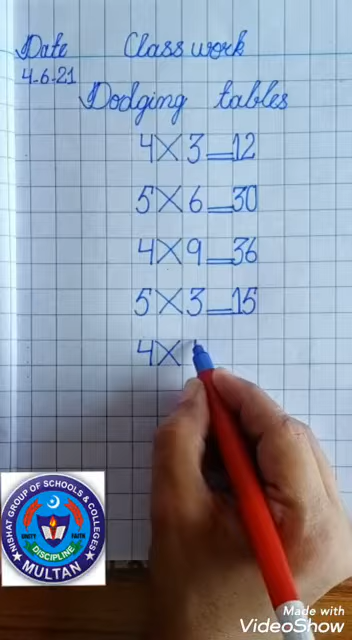 Date Class work
4-6-21
Dodging tables
4×3=12
5×6=30
4×9=36
5×3=15
4×
NISHAT GROUP OF SCHOOLS & COLLEGES
UNITY FAITH
DISCIPLINE
MULTAN
Made with
VideoShow